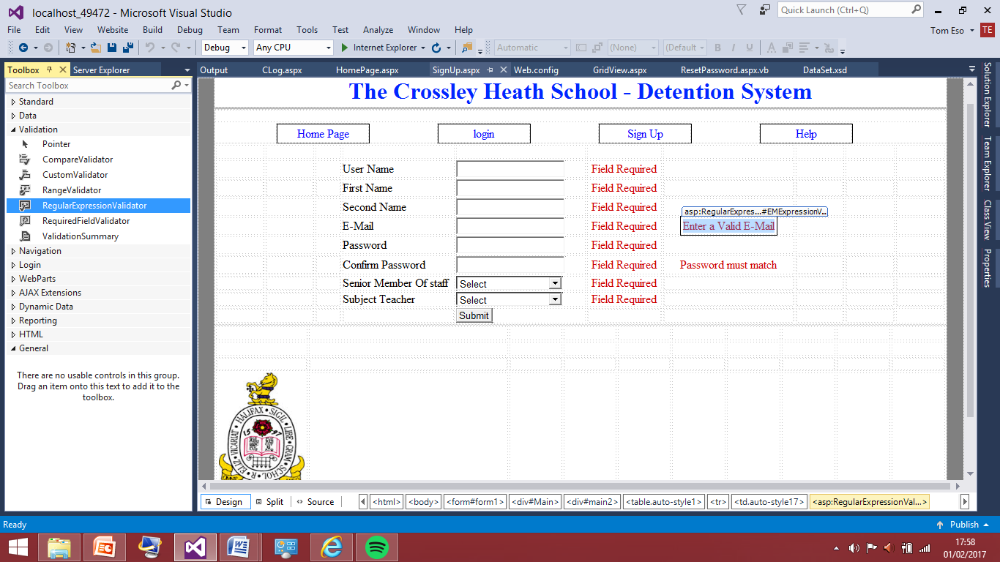 localhost_49472 - Microsoft Visual Studio
Quick Launch (Ctrl+Q)
File Edit View Website Build Debug Team Format Tools Test Analyze Window Help
Tom Eso TE
Debug Any CPU Internet Explorer Automatic (None) (Default B I U A
Toolbox Server Explorer
Output CLog.aspx HomePage.aspx SignUp.aspx Web.config GridView.aspx ResetPassword.aspx.vb DataSet.xsd
Search Toolbox
Standard
Data
Validation
Pointer
CompareValidator
CustomValidator
RangeValidator
RegularExpressionValidator
RequiredFieldValidator
ValidationSummary
Navigation
Login
WebParts
AJAX Extensions
Dynamic Data
Reporting
HTML
General
There are no usable controls in this group.
Drag an item onto this text to add it to the
toolbox.
The Crossley Heath School - Detention System
Home Page login Sign Up Help
User Name Field Required
First Name Field Required
Second Name Field Required
asp:RegularExpres...#EMExpressionV...
E-Mail Field Required Enter a Valid E-Mail
Password Field Required
Confirm Password Field Required Password must match
Senior Member Of staff Select Field Required
Subject Teacher Select Field Required
Submit
HALIFAX SIGIL LIBE GRAM SCHOL R ELIZ VICARIAT
15 97
Design Split Source <html> <body> <form#form1> <div#Main> <div#main2> <table.auto-style1> <tr> <td.auto-style17> <asp:RegularExpressionVal...>
Solution Explorer
Team Explorer
Class View
Properties
Ready
Publish
17:58
01/02/2017